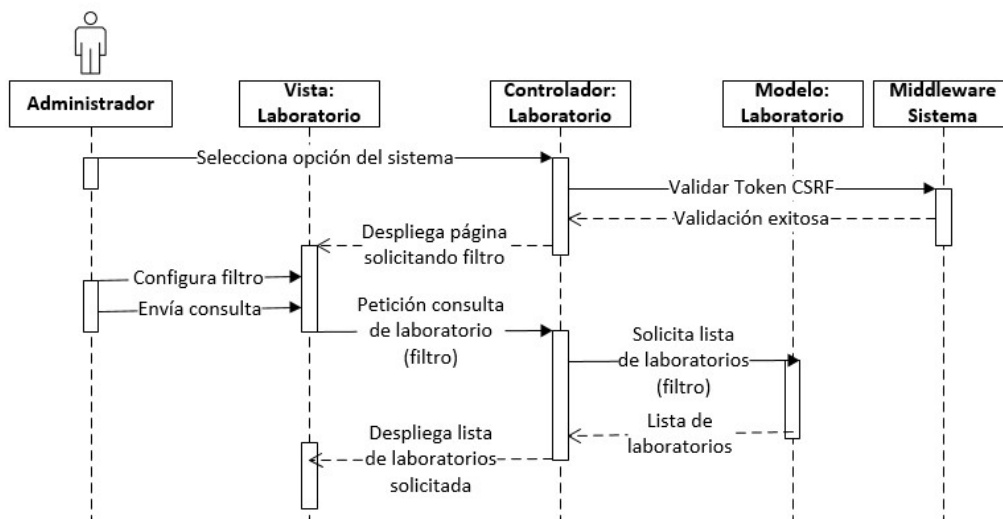 Administrador
Vista:
Laboratorio
Controlador:
Laboratorio
Modelo:
Laboratorio
Middleware
Sistema
Selecciona opción del sistema
Validar Token CSRF
Validación exitosa
Despliega página
solicitando filtro
Configura filtro
Envía consulta
Petición consulta
de laboratorio
(filtro)
Solicita lista
de laboratorios
(filtro)
Lista de
laboratorios
Despliega lista
de laboratorios
solicitada